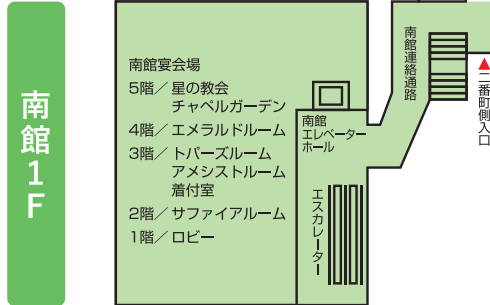 南館1F
南館宴会場
5階／星の教会
チャペルガーデン
4階／エメラルドルーム
3階／トパーズルーム
アメシストルーム
着付室
2階／サファイアルーム
1階／ロビー
南館
エレベーター
ホール
エスカレーター
南館連絡通路
▲二番町側入口